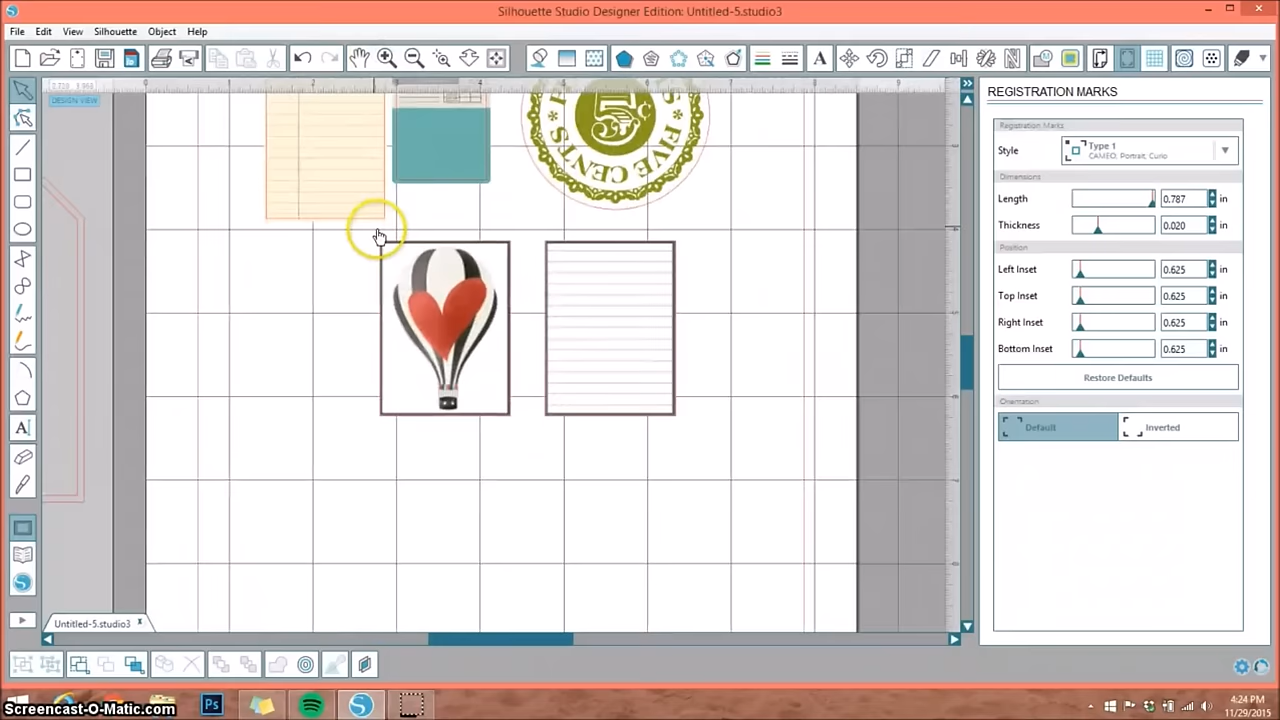 Silhouette Studio Designer Edition: Untitled-5.studio3
File Edit View Silhouette Object Help
DESIGN VIEW
FIVE CENTS
5¢
REGISTRATION MARKS
Registration Marks
Style
Type 1
CAMEO, Portrait, Curio
Dimensions
Length 0.787 in
Thickness 0.020 in
Position
Left Inset 0.625 in
Top Inset 0.625 in
Right Inset 0.625 in
Bottom Inset 0.625 in
Restore Defaults
Orientation
Default Inverted
Untitled-5.studio3 x
Ps
4:24 PM
11/29/2015
Screencast-O-Matic.com